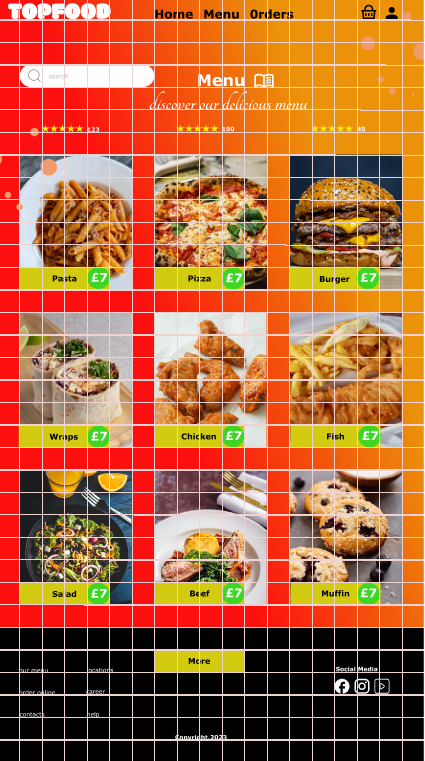 TOPFOOD Home Menu Orders
search
Menu
discover our delicious menu
123 190 45
Pasta £7 Pizza £7 Burger £7
Wraps £7 Chicken £7 Fish £7
Salad £7 Beef £7 Muffin £7
More
our menu locations Social Media
order online career
contacts help
Copyright 2023